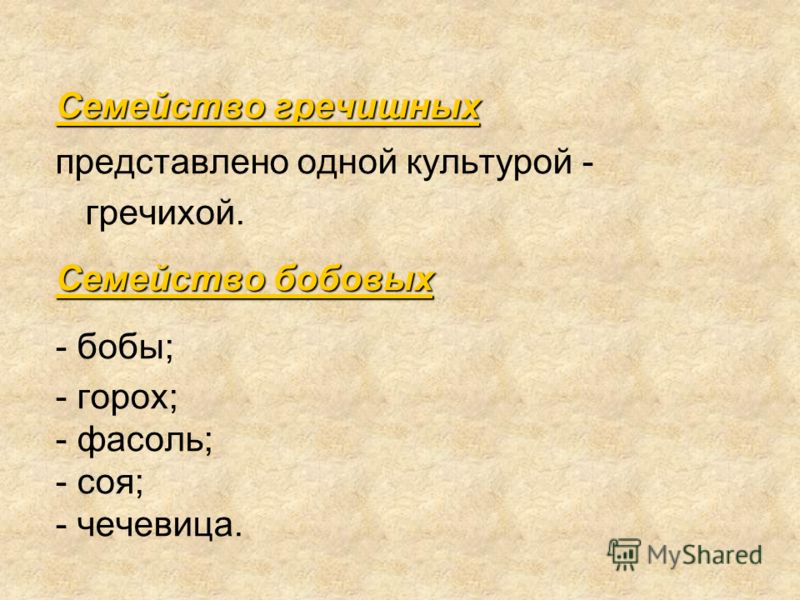 Семейство гречишных
представлено одной культурой -
гречихой.
Семейство бобовых
- бобы;
- горох;
- фасоль;
- соя;
- чечевица.
MyShared